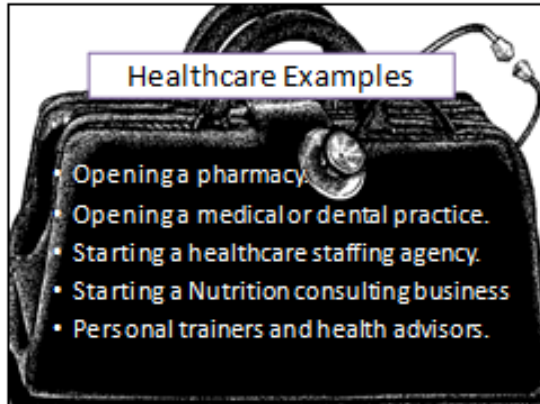 Healthcare Examples
• Opening a pharmacy.
• Opening a medical or dental practice.
• Starting a healthcare staffing agency.
• Starting a Nutrition consulting business
• Personal trainers and health advisors.